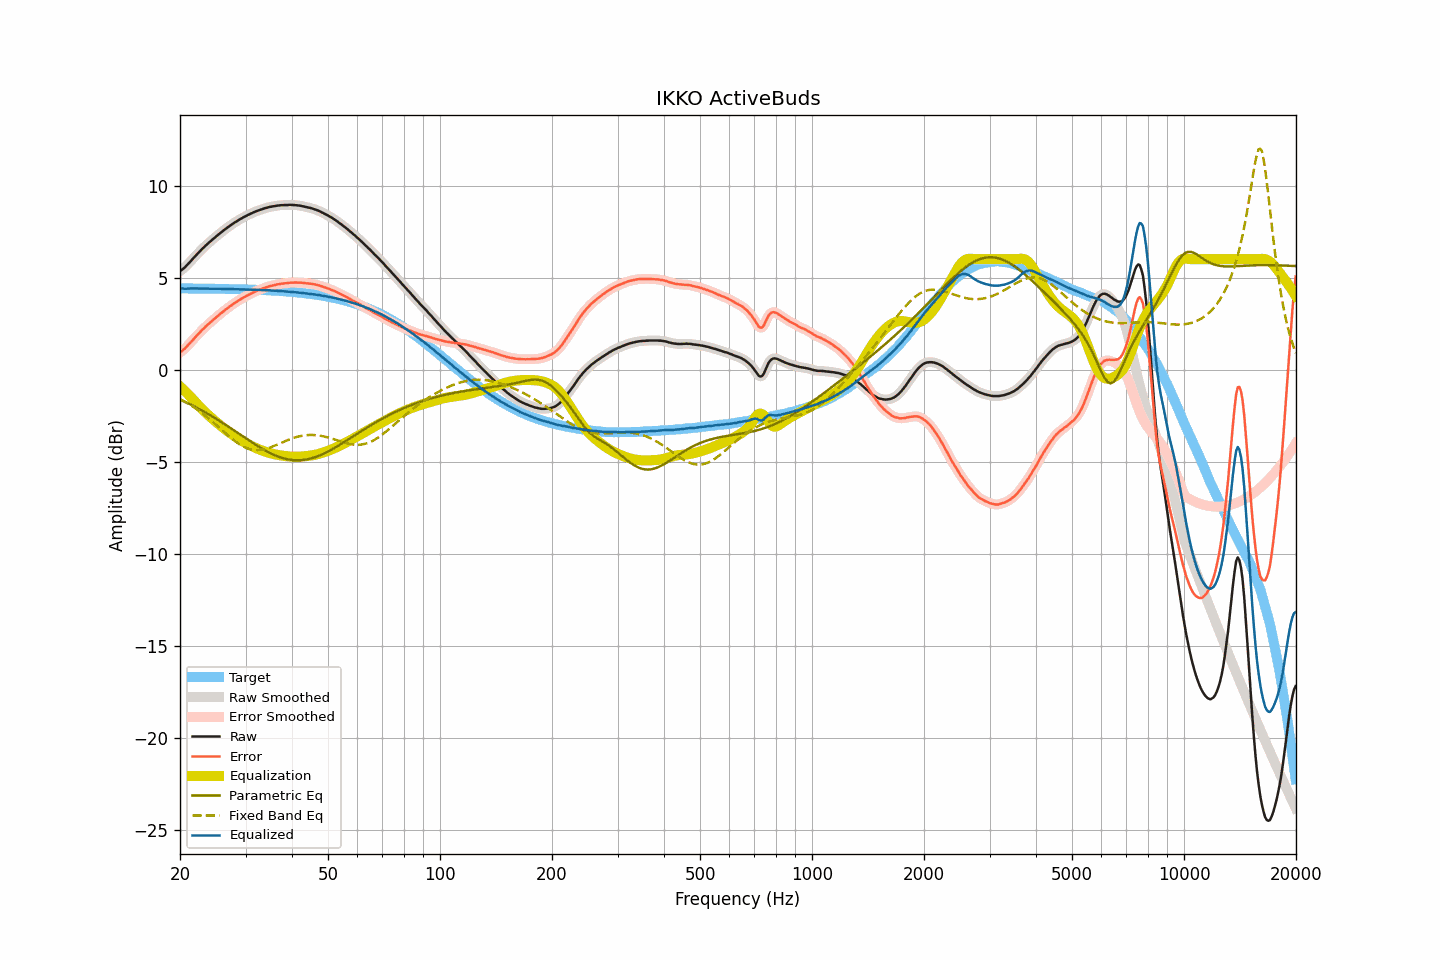 IKKO ActiveBuds
Amplitude (dBr)
10
5
0
−5
−10
−15
−20
−25
Target
Raw Smoothed
Error Smoothed
Raw
Error
Equalization
Parametric Eq
Fixed Band Eq
Equalized
20 50 100 200 500 1000 2000 5000 10000 20000
Frequency (Hz)